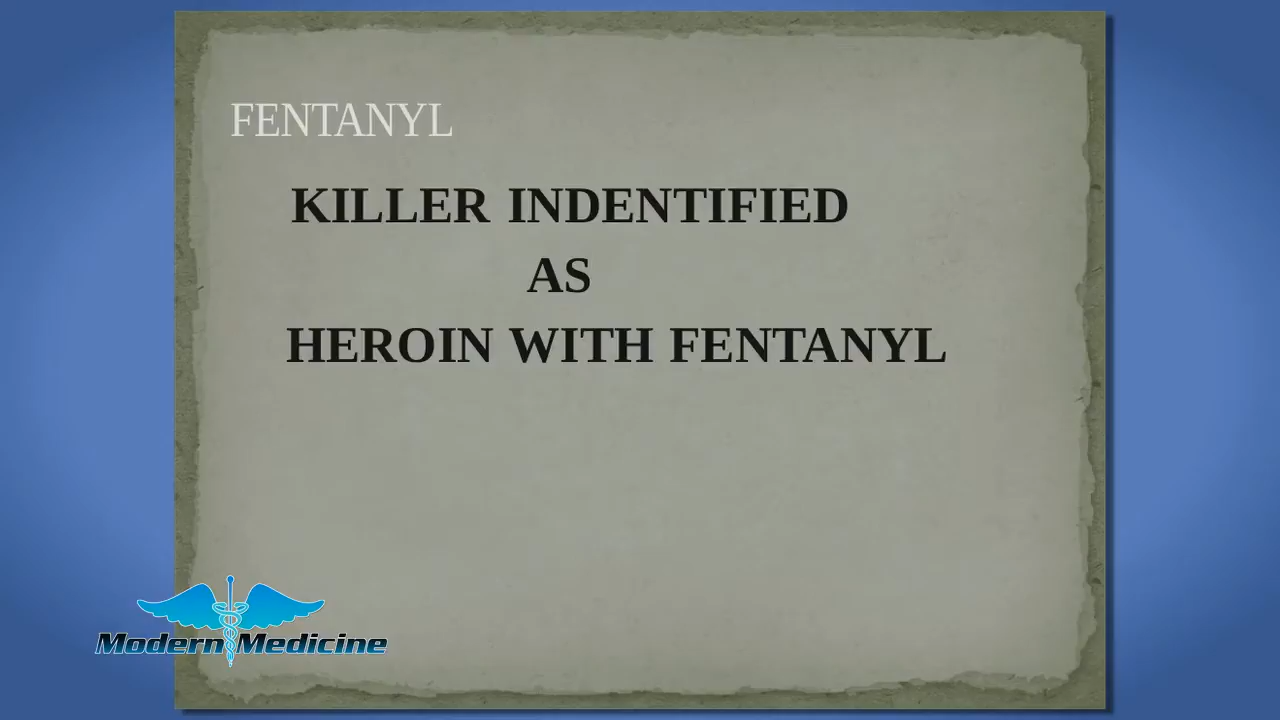 FENTANYL
KILLER INDENTIFIED
AS
HEROIN WITH FENTANYL
Modern Medicine